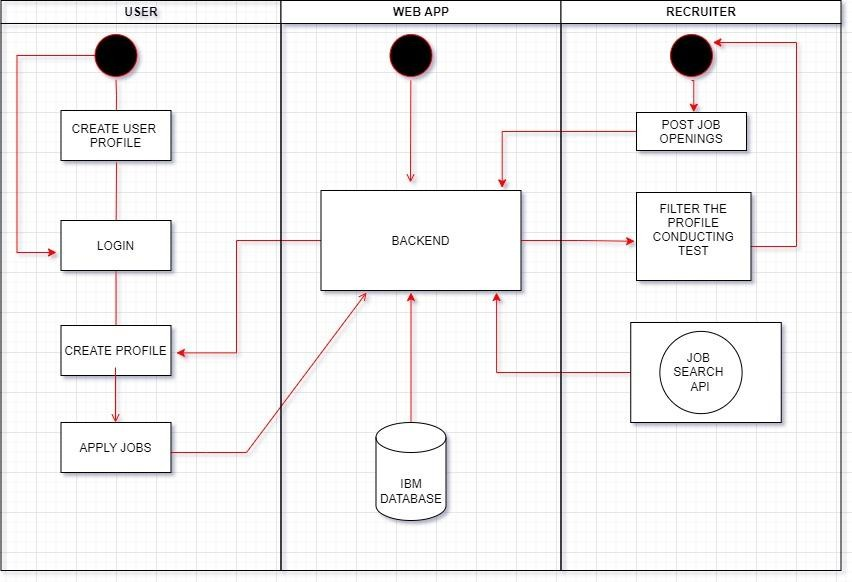 USER
WEB APP
RECRUITER
CREATE USER
PROFILE
LOGIN
CREATE PROFILE
APPLY JOBS
BACKEND
IBM
DATABASE
POST JOB
OPENINGS
FILTER THE
PROFILE
CONDUCTING
TEST
JOB
SEARCH
API